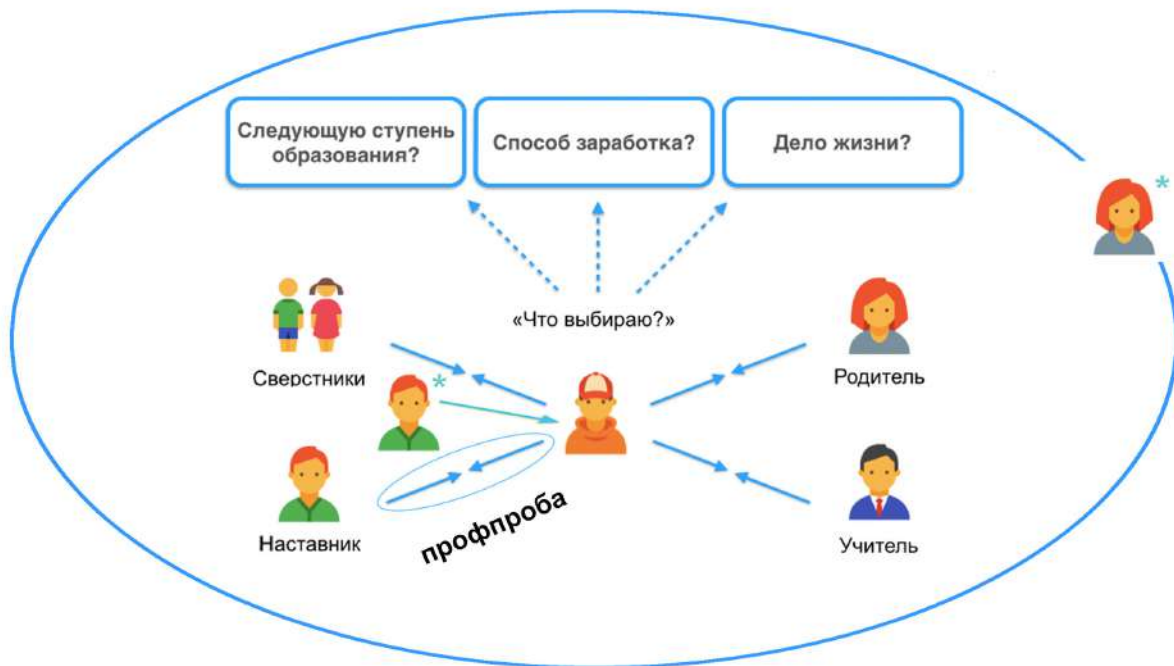 Следующую ступень
образования?
Способ заработка?
Дело жизни?
*
«Что выбираю?»
Сверстники
Родитель
*
Наставник
профпроба
Учитель